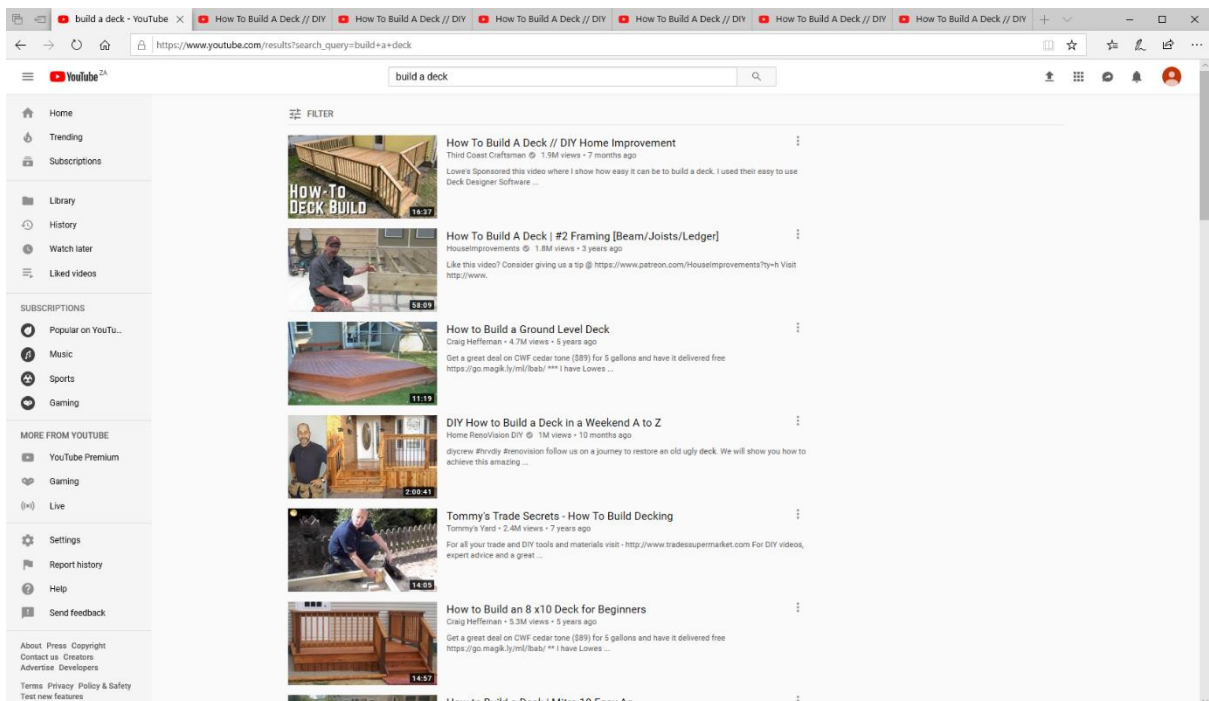 build a deck - YouTube
How To Build A Deck // DIY
How To Build A Deck // DIY
How To Build A Deck // DIY
How To Build A Deck // DIY
How To Build A Deck // DIY
How To Build A Deck // DIY
https://www.youtube.com/results?search_query=build+a+deck
YouTube ZA
build a deck
Home
Trending
Subscriptions
Library
History
Watch later
Liked videos
SUBSCRIPTIONS
Popular on YouTu...
Music
Sports
Gaming
MORE FROM YOUTUBE
YouTube Premium
Gaming
Live
Settings
Report history
Help
Send feedback
About Press Copyright
Contact us Creators
Advertise Developers
Terms Privacy Policy & Safety
Test new features
FILTER
HOW-TO
DECK BUILD
16:37
How To Build A Deck // DIY Home Improvement
Third Coast Craftsman 1.9M views • 7 months ago
Lowe's Sponsored this video where I show how easy it can be to build a deck. I used their easy to use
Deck Designer Software ...
58:09
How To Build A Deck | #2 Framing [Beam/Joists/Ledger]
HouseImprovements 1.8M views • 3 years ago
Like this video? Consider giving us a tip @ https://www.patreon.com/HouseImprovements?ty=h Visit
http://www.
11:19
How to Build a Ground Level Deck
Craig Heffernan • 4.7M views • 5 years ago
Get a great deal on CWF cedar tone ($89) for 5 gallons and have it delivered free
https://go.magik.ly/ml/lbab/ *** I have Lowes ...
2:00:41
DIY How to Build a Deck in a Weekend A to Z
Home RenoVision DIY 1M views • 10 months ago
diycrew #hrvdiy #renovision follow us on a journey to restore an old ugly deck. We will show you how to
achieve this amazing ...
14:05
Tommy's Trade Secrets - How To Build Decking
Tommy's Yard • 2.4M views • 7 years ago
For all your trade and DIY tools and materials visit - http://www.tradessupermarket.com For DIY videos,
expert advice and a great ...
14:57
How to Build an 8 x10 Deck for Beginners
Craig Heffernan • 5.3M views • 5 years ago
Get a great deal on CWF cedar tone ($89) for 5 gallons and have it delivered free
https://go.magik.ly/ml/lbab/ ** I have Lowes ...
How to Build a Deck | Mitre 10 Easy As